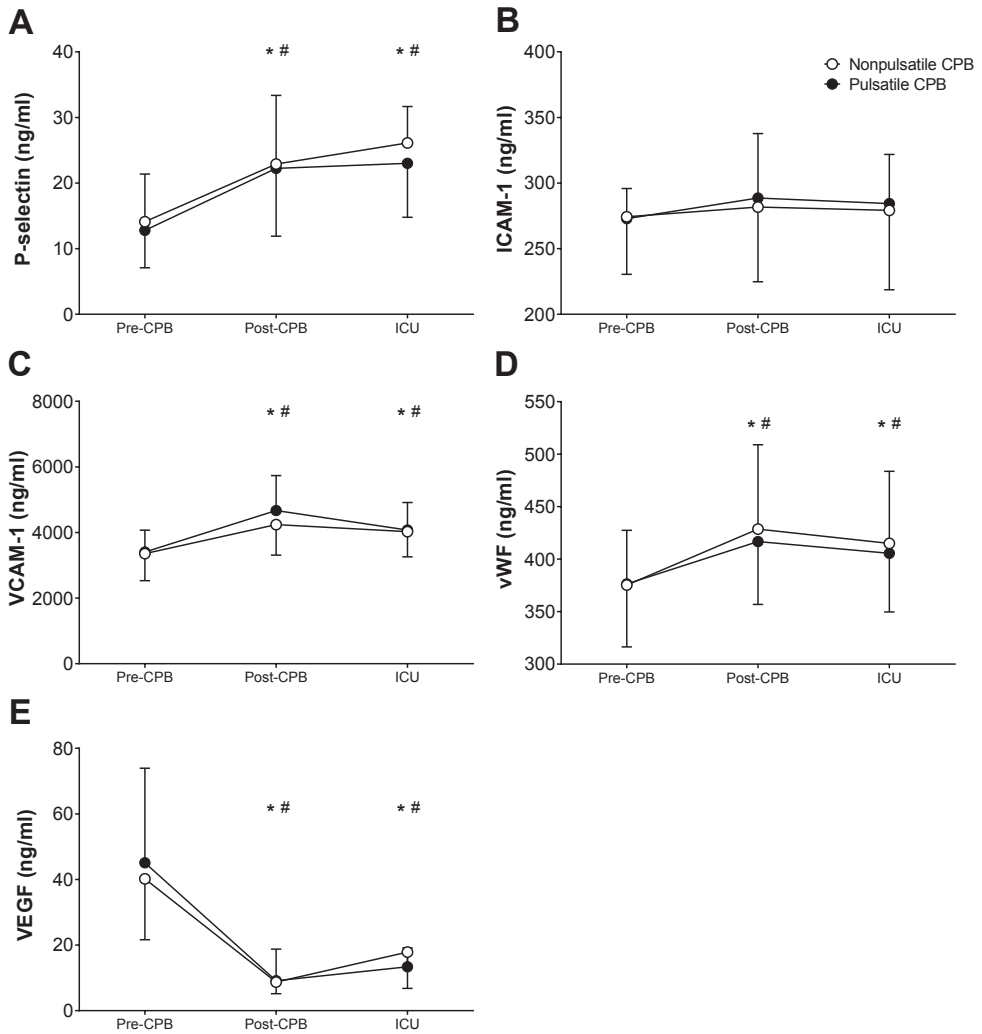 A
P-selectin (ng/ml)
40
30
20
10
0
* #
* #
Pre-CPB
Post-CPB
ICU
B
ICAM-1 (ng/ml)
400
350
300
250
200
Nonpulsatile CPB
Pulsatile CPB
Pre-CPB
Post-CPB
ICU
C
VCAM-1 (ng/ml)
8000
6000
4000
2000
0
* #
* #
Pre-CPB
Post-CPB
ICU
D
vWF (ng/ml)
550
500
450
400
350
300
* #
* #
Pre-CPB
Post-CPB
ICU
E
VEGF (ng/ml)
80
60
40
20
0
* #
* #
Pre-CPB
Post-CPB
ICU